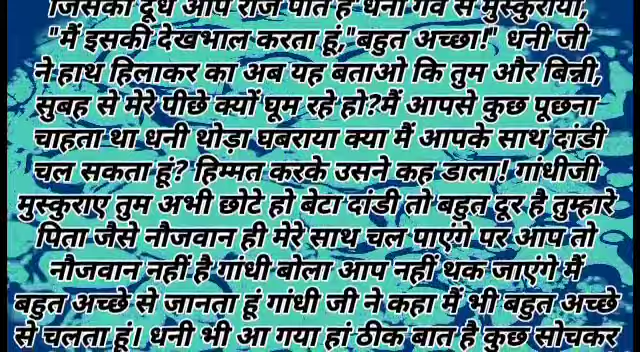 जिसका दूध आप रोज पीते हैं धनी गर्व से मुस्कुराया,
"मैं इसकी देखभाल करता हूं,"बहुत अच्छा!" धनी जी
ने हाथ हिलाकर का अब यह बताओ कि तुम और बिन्नी,
सुबह से मेरे पीछे क्यों घूम रहे हो?मैं आपसे कुछ पूछना
चाहता था धनी थोड़ा घबराया क्या मैं आपके साथ दांडी
चल सकता हूं? हिम्मत करके उसने कह डाला! गांधीजी
मुस्कुराए तुम अभी छोटे हो बेटा दांडी तो बहुत दूर है तुम्हारे
पिता जैसे नौजवान ही मेरे साथ चल पाएंगे पर आप तो
नौजवान नहीं है गांधी बोला आप नहीं थक जाएंगे मैं
बहुत अच्छे से जानता हूं गांधी जी ने कहा मैं भी बहुत अच्छे
से चलता हूं। धनी भी आ गया हां ठीक बात है कुछ सोचकर